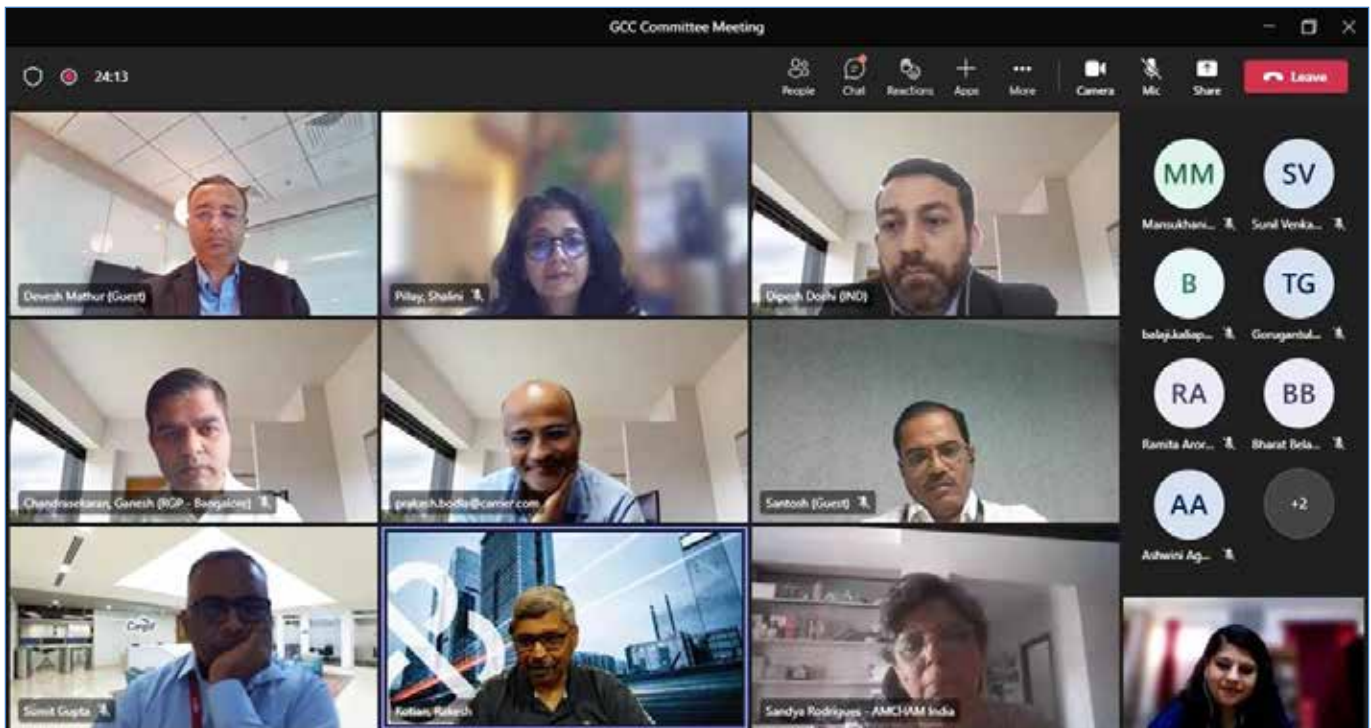 GCC Committee Meeting
24:13
People
Chat
Reactions
Apps
More
Camera
Mic
Share
Leave
Devesh Mathur (Guest)
Pillay, Shalini
Dipesh Doshi (IND)
MM
SV
Mansukhani...
Sunil Venka...
B
TG
balaji.kaliap...
Gorugantul...
Chandrasekaran, Ganesh (RGP - Bangalore)
prakesh.bodla@carrier.com
Santosh (Guest)
RA
BB
Ramita Aror...
Bharat Bela...
AA
+2
Ashwini Ag...
Cargill
Sumit Gupta
Kotian, Rakesh
Sandya Rodrigues - AMCHAM India